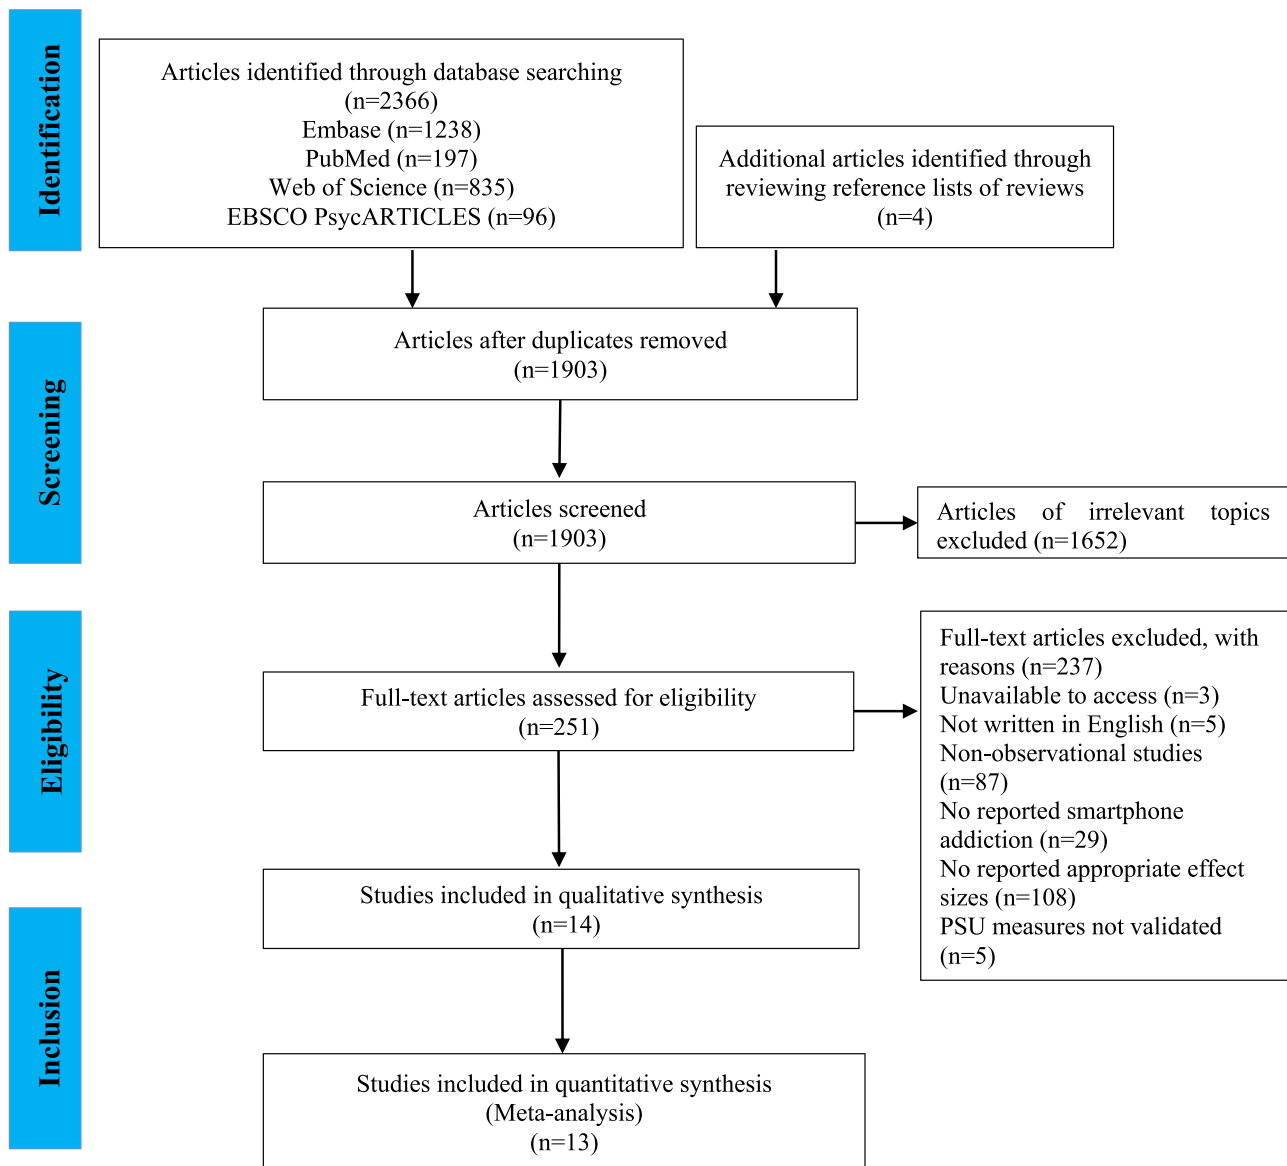 Identification
Articles identified through database searching
(n=2366)
Embase (n=1238)
PubMed (n=197)
Web of Science (n=835)
EBSCO PsycARTICLES (n=96)
Additional articles identified through
reviewing reference lists of reviews
(n=4)
Screening
Articles after duplicates removed
(n=1903)
Articles screened
(n=1903)
Articles of irrelevant topics
excluded (n=1652)
Eligibility
Full-text articles assessed for eligibility
(n=251)
Full-text articles excluded, with
reasons (n=237)
Unavailable to access (n=3)
Not written in English (n=5)
Non-observational studies
(n=87)
No reported smartphone
addiction (n=29)
No reported appropriate effect
sizes (n=108)
PSU measures not validated
(n=5)
Studies included in qualitative synthesis
(n=14)
Inclusion
Studies included in quantitative synthesis
(Meta-analysis)
(n=13)